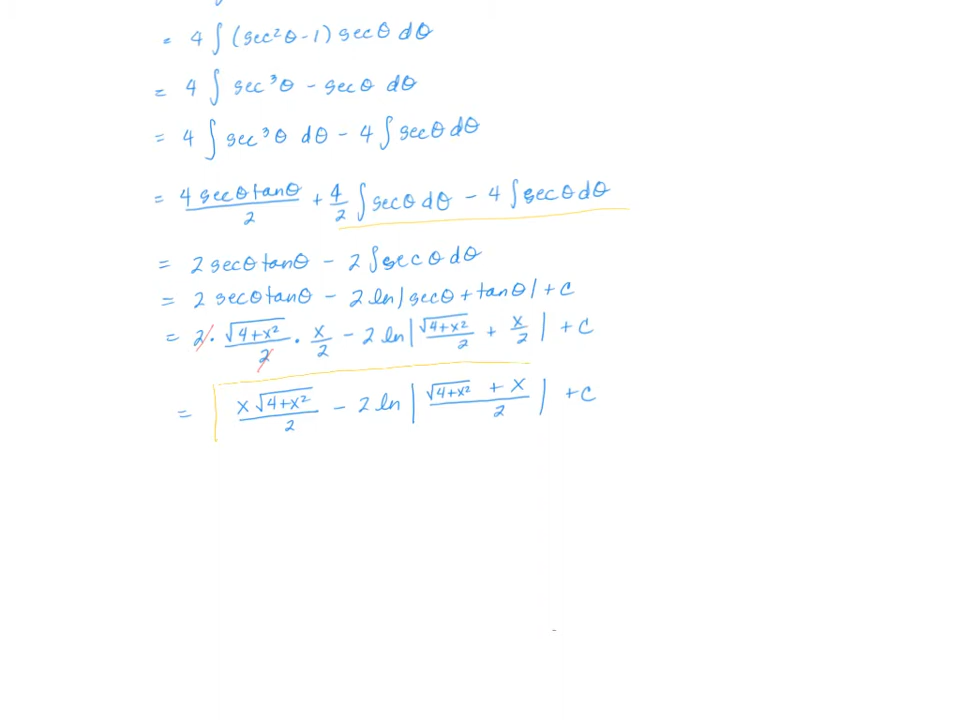 = 4 ∫ (sec²θ - 1) secθ dθ
= 4 ∫ sec³θ - secθ dθ
= 4 ∫ sec³θ dθ - 4 ∫ secθ dθ
= 4 secθ tanθ / 2 + 4/2 ∫ secθ dθ - 4 ∫ secθ dθ
= 2 secθ tanθ - 2 ∫ secθ dθ
= 2 secθ tanθ - 2 ln |secθ + tanθ| + C
= 2 · √(4+x²) / 2 · x/2 - 2 ln | √(4+x²) / 2 + x/2 | + C
= x √(4+x²) / 2 - 2 ln | (√(4+x²) + x) / 2 | + C